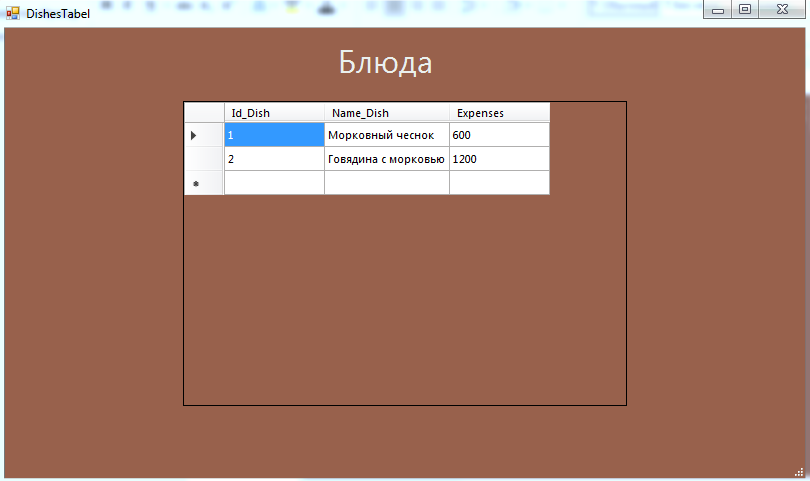 DishesTabel
Блюда
Id_Dish Name_Dish Expenses
1 Морковный чеснок 600
2 Говядина с морковью 1200